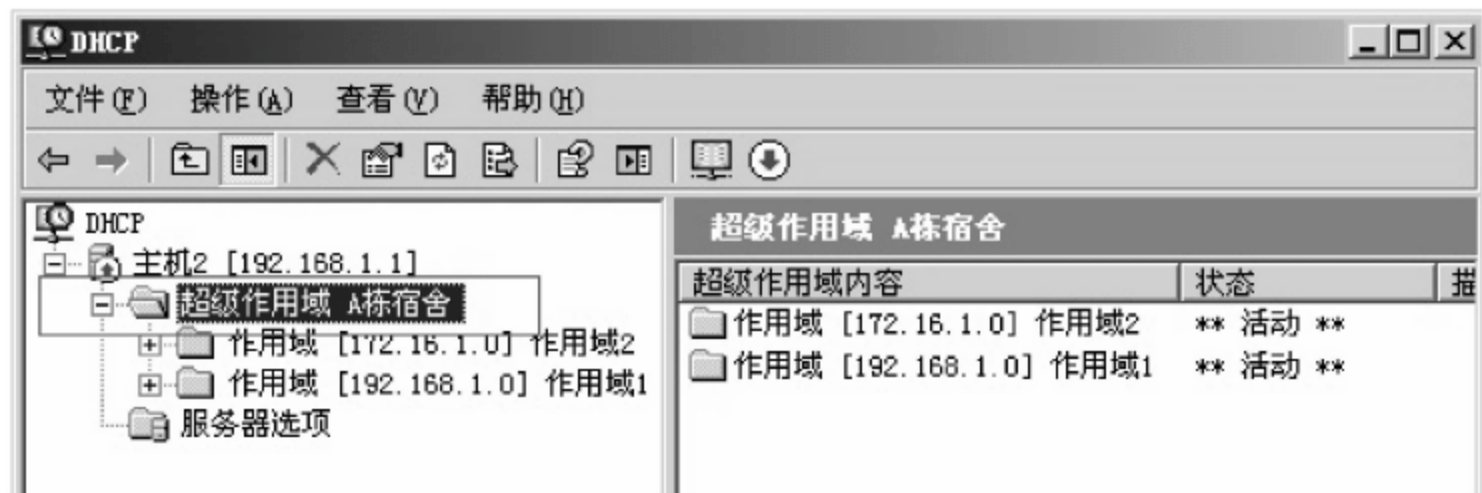 DHCP
文件(F) 操作(A) 查看(V) 帮助(H)
DHCP
主机2 [192.168.1.1]
超级作用域 A栋宿舍
作用域 [172.16.1.0] 作用域2
作用域 [192.168.1.0] 作用域1
服务器选项
超级作用域 A栋宿舍
超级作用域内容 状态 描
作用域 [172.16.1.0] 作用域2 ** 活动 **
作用域 [192.168.1.0] 作用域1 ** 活动 **